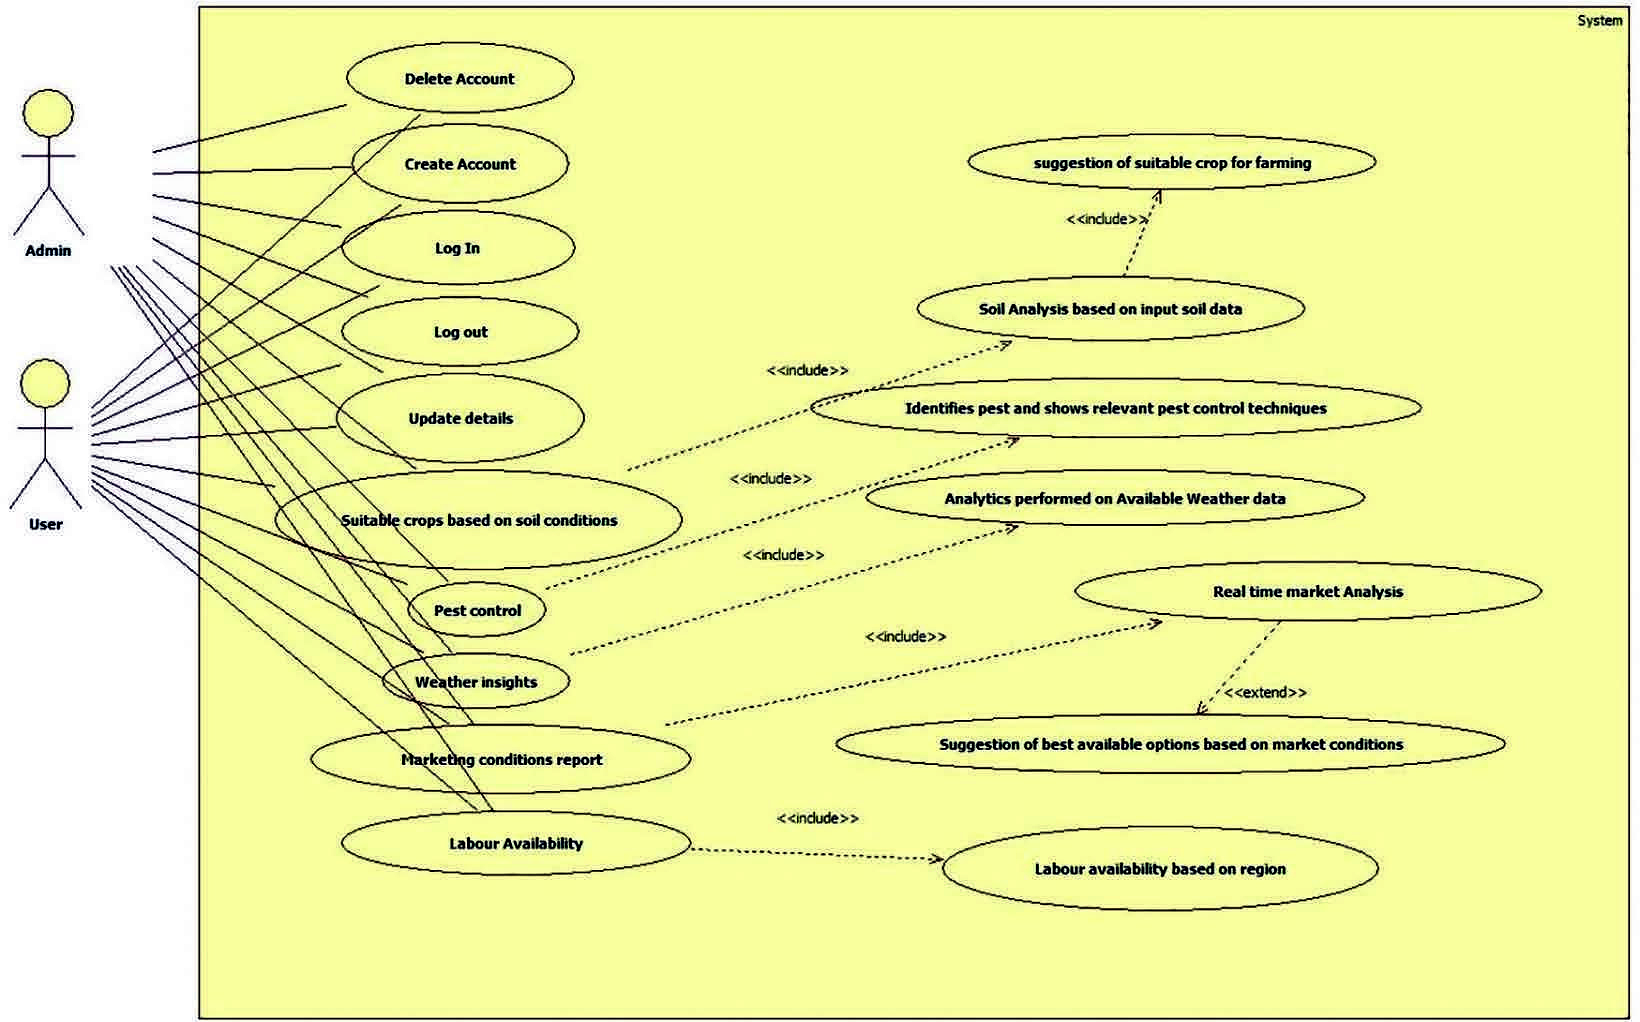 System
Delete Account
Create Account
suggestion of suitable crop for farming
<<include>>
Log In
Admin
Soil Analysis based on input soil data
Log out
<<include>>
Identifies pest and shows relevant pest control techniques
Update details
<<include>>
Analytics performed on Available Weather data
User
Suitable crops based on soil conditions
<<include>>
Real time market Analysis
Pest control
<<include>>
Weather insights
<<extend>>
Suggestion of best available options based on market conditions
Marketing conditions report
<<include>>
Labour Availability
Labour availability based on region